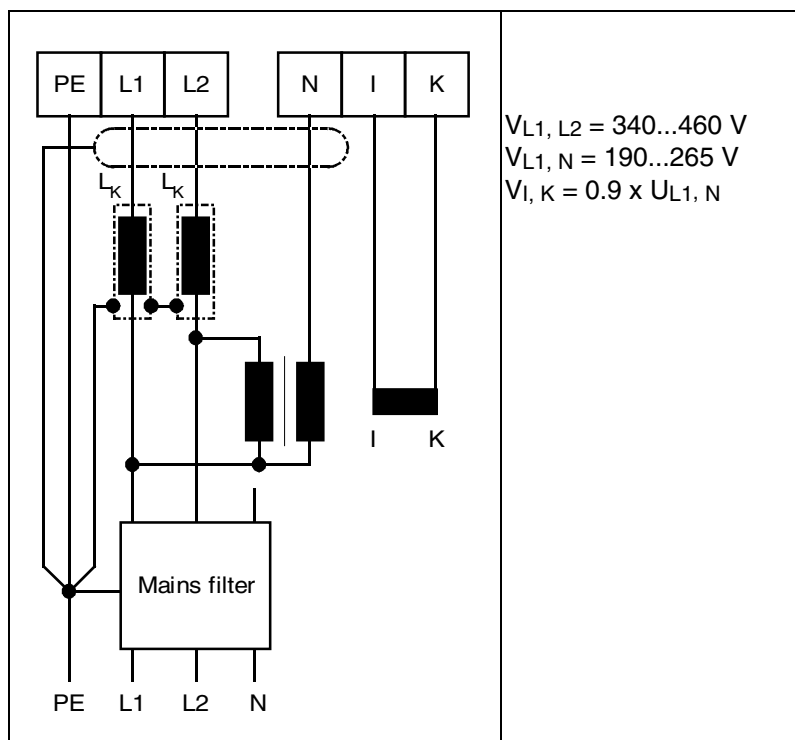 PE L1 L2 N I K
VL1, L2 = 340...460 V
VL1, N = 190...265 V
VI, K = 0.9 x UL1, N
LK LK
I K
Mains filter
PE L1 L2 N